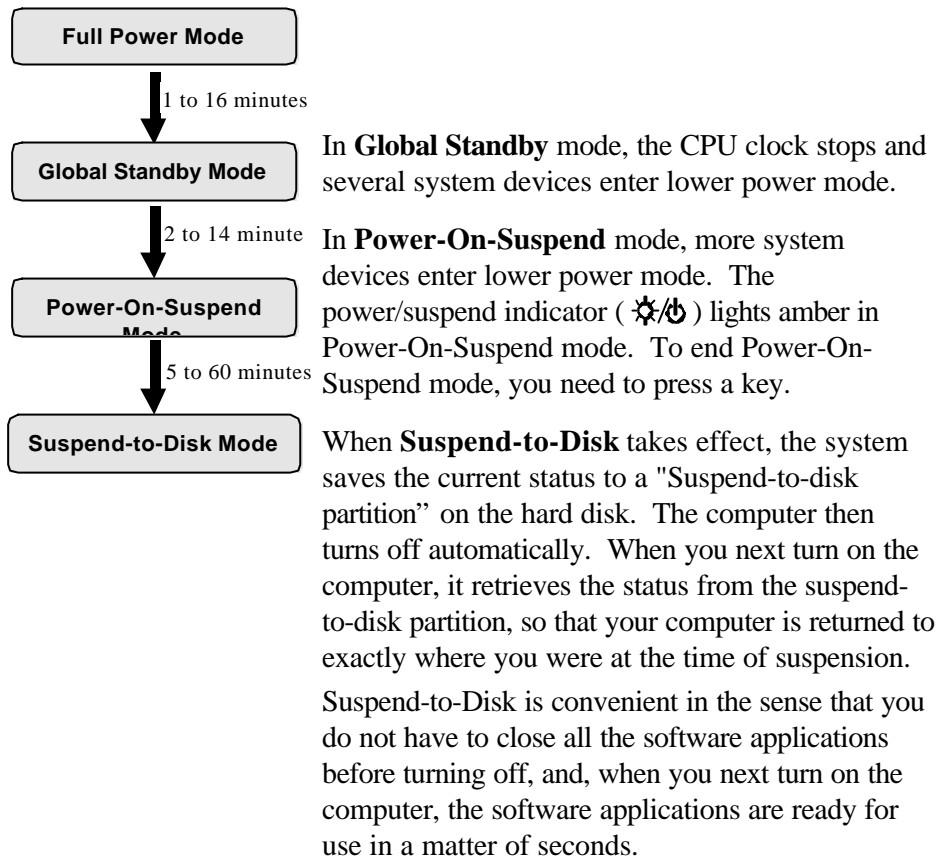 Full Power Mode
1 to 16 minutes
Global Standby Mode
2 to 14 minute
Power-On-Suspend
Mode
5 to 60 minutes
Suspend-to-Disk Mode
In Global Standby mode, the CPU clock stops and
several system devices enter lower power mode.
In Power-On-Suspend mode, more system
devices enter lower power mode. The
power/suspend indicator ( / ) lights amber in
Power-On-Suspend mode. To end Power-On-
Suspend mode, you need to press a key.
When Suspend-to-Disk takes effect, the system
saves the current status to a "Suspend-to-disk
partition” on the hard disk. The computer then
turns off automatically. When you next turn on the
computer, it retrieves the status from the suspend-
to-disk partition, so that your computer is returned to
exactly where you were at the time of suspension.
Suspend-to-Disk is convenient in the sense that you
do not have to close all the software applications
before turning off, and, when you next turn on the
computer, the software applications are ready for
use in a matter of seconds.